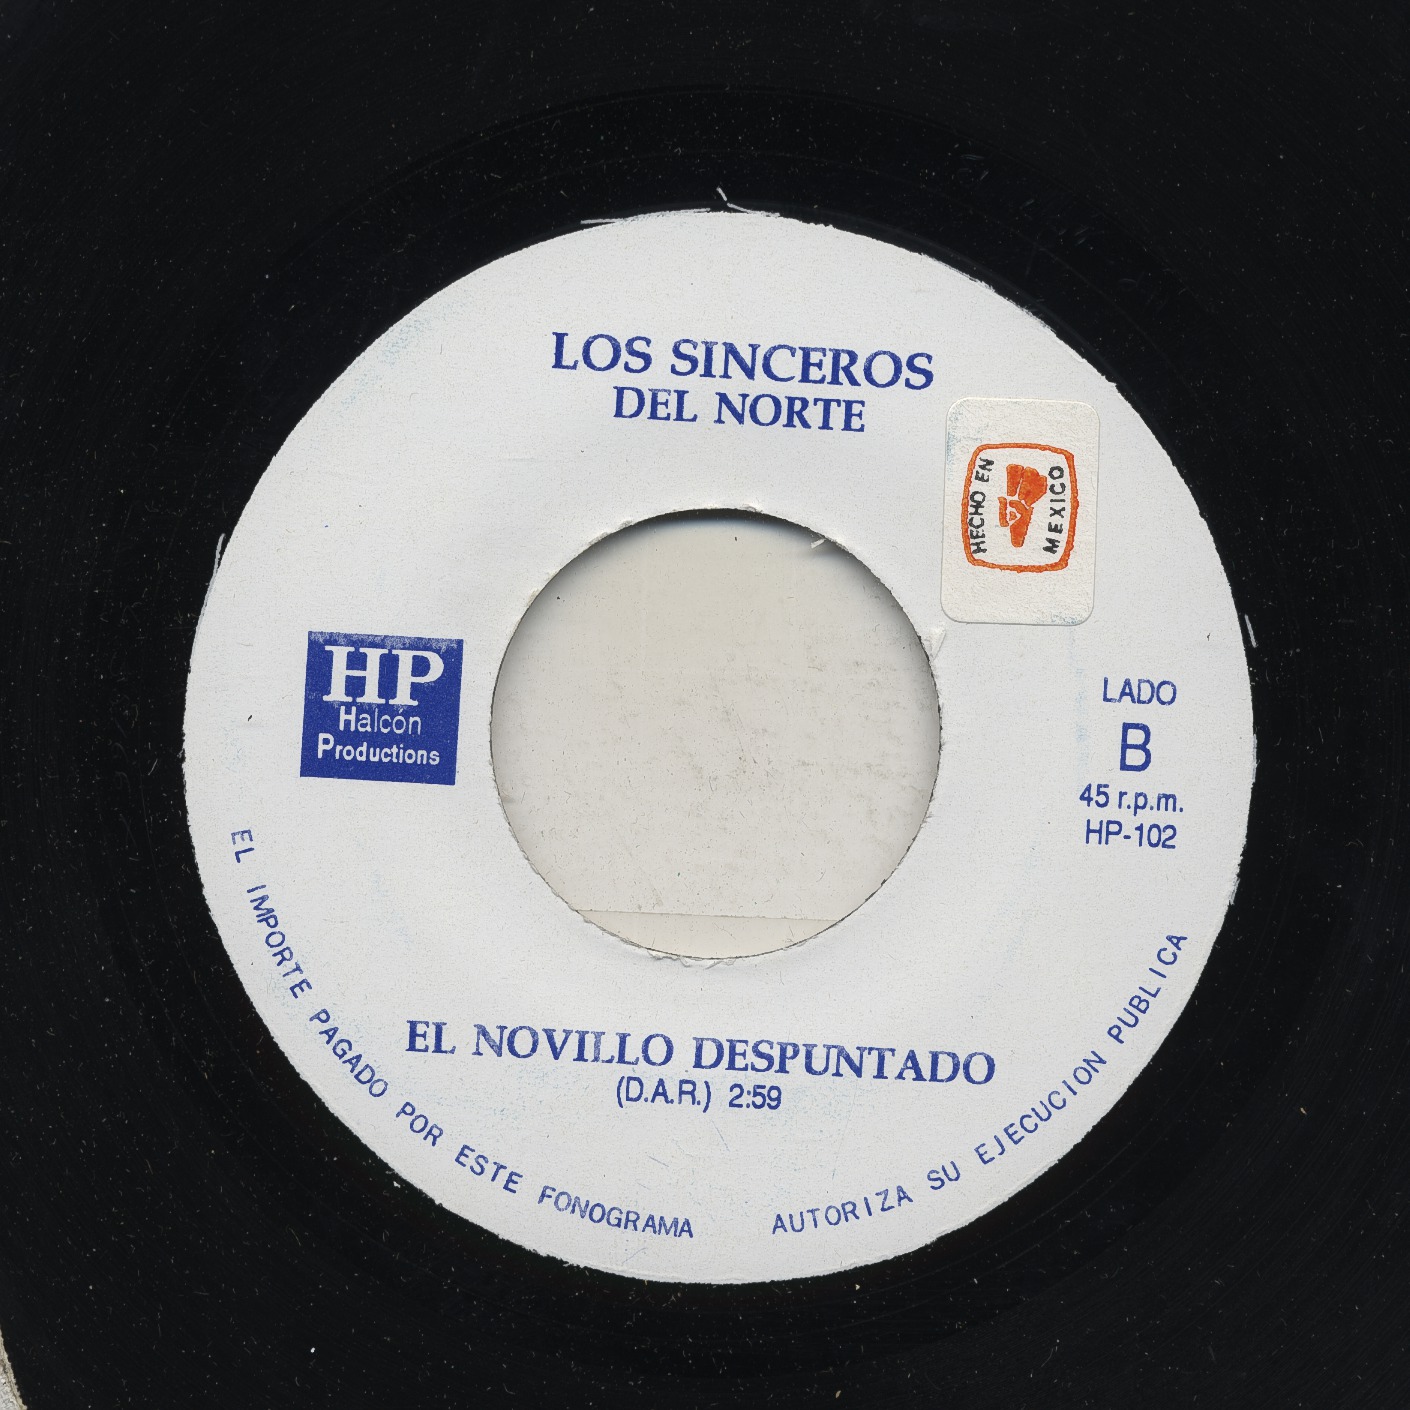 LOS SINCEROS
DEL NORTE
HECHO EN
MEXICO
HP
Halcón
Productions
LADO
B
45 r.p.m.
HP-102
EL NOVILLO DESPUNTADO
(D.A.R.) 2:59
EL IMPORTE PAGADO POR ESTE FONOGRAMA AUTORIZA SU EJECUCION PUBLICA